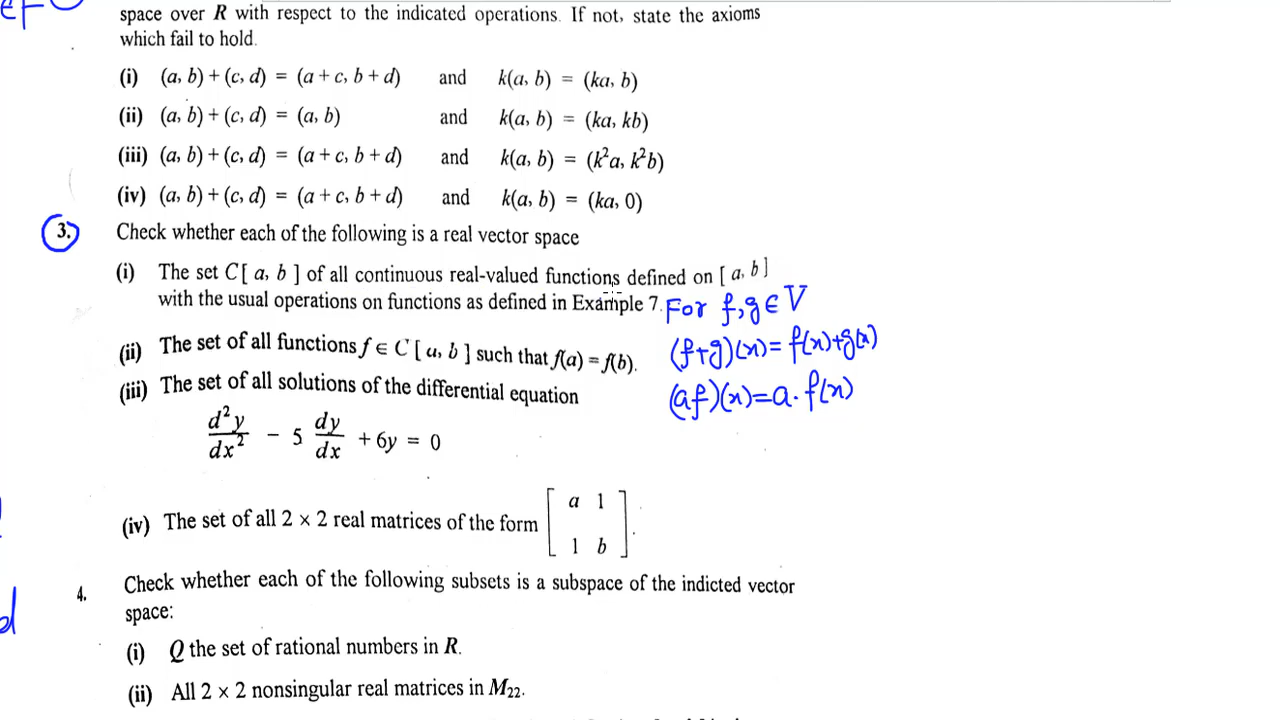 space over R with respect to the indicated operations. If not, state the axioms
which fail to hold.
(i) (a, b) + (c, d) = (a + c, b + d) and k(a, b) = (ka, b)
(ii) (a, b) + (c, d) = (a, b) and k(a, b) = (ka, kb)
(iii) (a, b) + (c, d) = (a + c, b + d) and k(a, b) = (k²a, k²b)
(iv) (a, b) + (c, d) = (a + c, b + d) and k(a, b) = (ka, 0)
3. Check whether each of the following is a real vector space
(i) The set C[ a, b ] of all continuous real-valued functions defined on [ a, b ]
with the usual operations on functions as defined in Example 7. For f, g ∈ V
(ii) The set of all functions f ∈ C [ a, b ] such that f(a) = f(b). (f+g)(x) = f(x)+g(x)
(iii) The set of all solutions of the differential equation (af)(x) = a. f(x)
d²y/dx² - 5 dy/dx + 6y = 0
(iv) The set of all 2 × 2 real matrices of the form [ a 1
1 b ].
4. Check whether each of the following subsets is a subspace of the indicted vector
space:
(i) Q the set of rational numbers in R.
(ii) All 2 × 2 nonsingular real matrices in M₂₂.